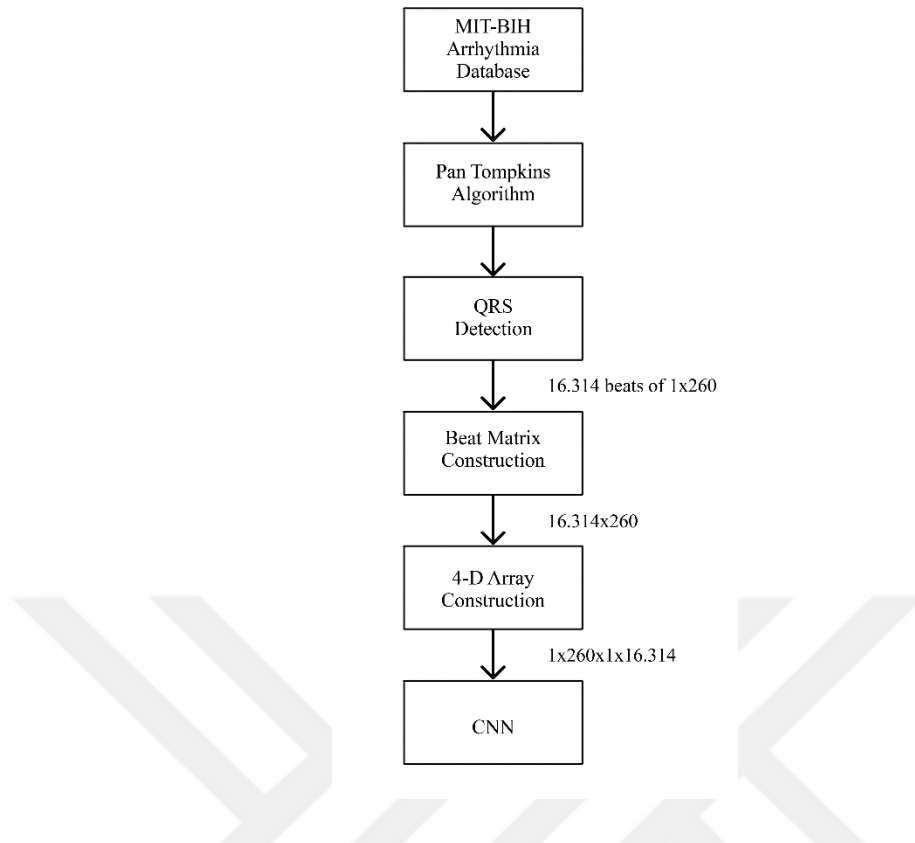 MIT-BIH
Arrhythmia
Database
Pan Tompkins
Algorithm
QRS
Detection
16.314 beats of 1x260
Beat Matrix
Construction
16.314x260
4-D Array
Construction
1x260x1x16.314
CNN